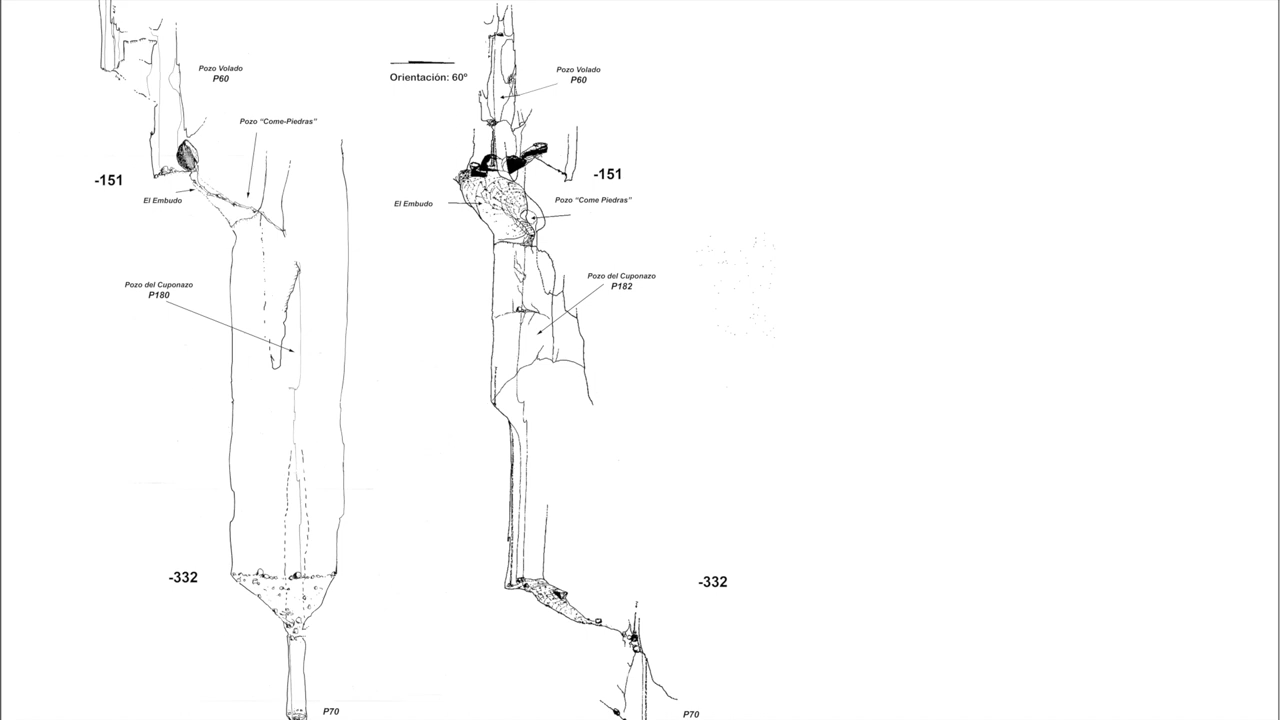 Pozo Volado
P60
Pozo "Come-Piedras"
-151
El Embudo
Pozo del Cuponazo
P180
-332
P70
Orientación: 60º
Pozo Volado
P60
-151
El Embudo
Pozo "Come Piedras"
Pozo del Cuponazo
P182
-332
P70